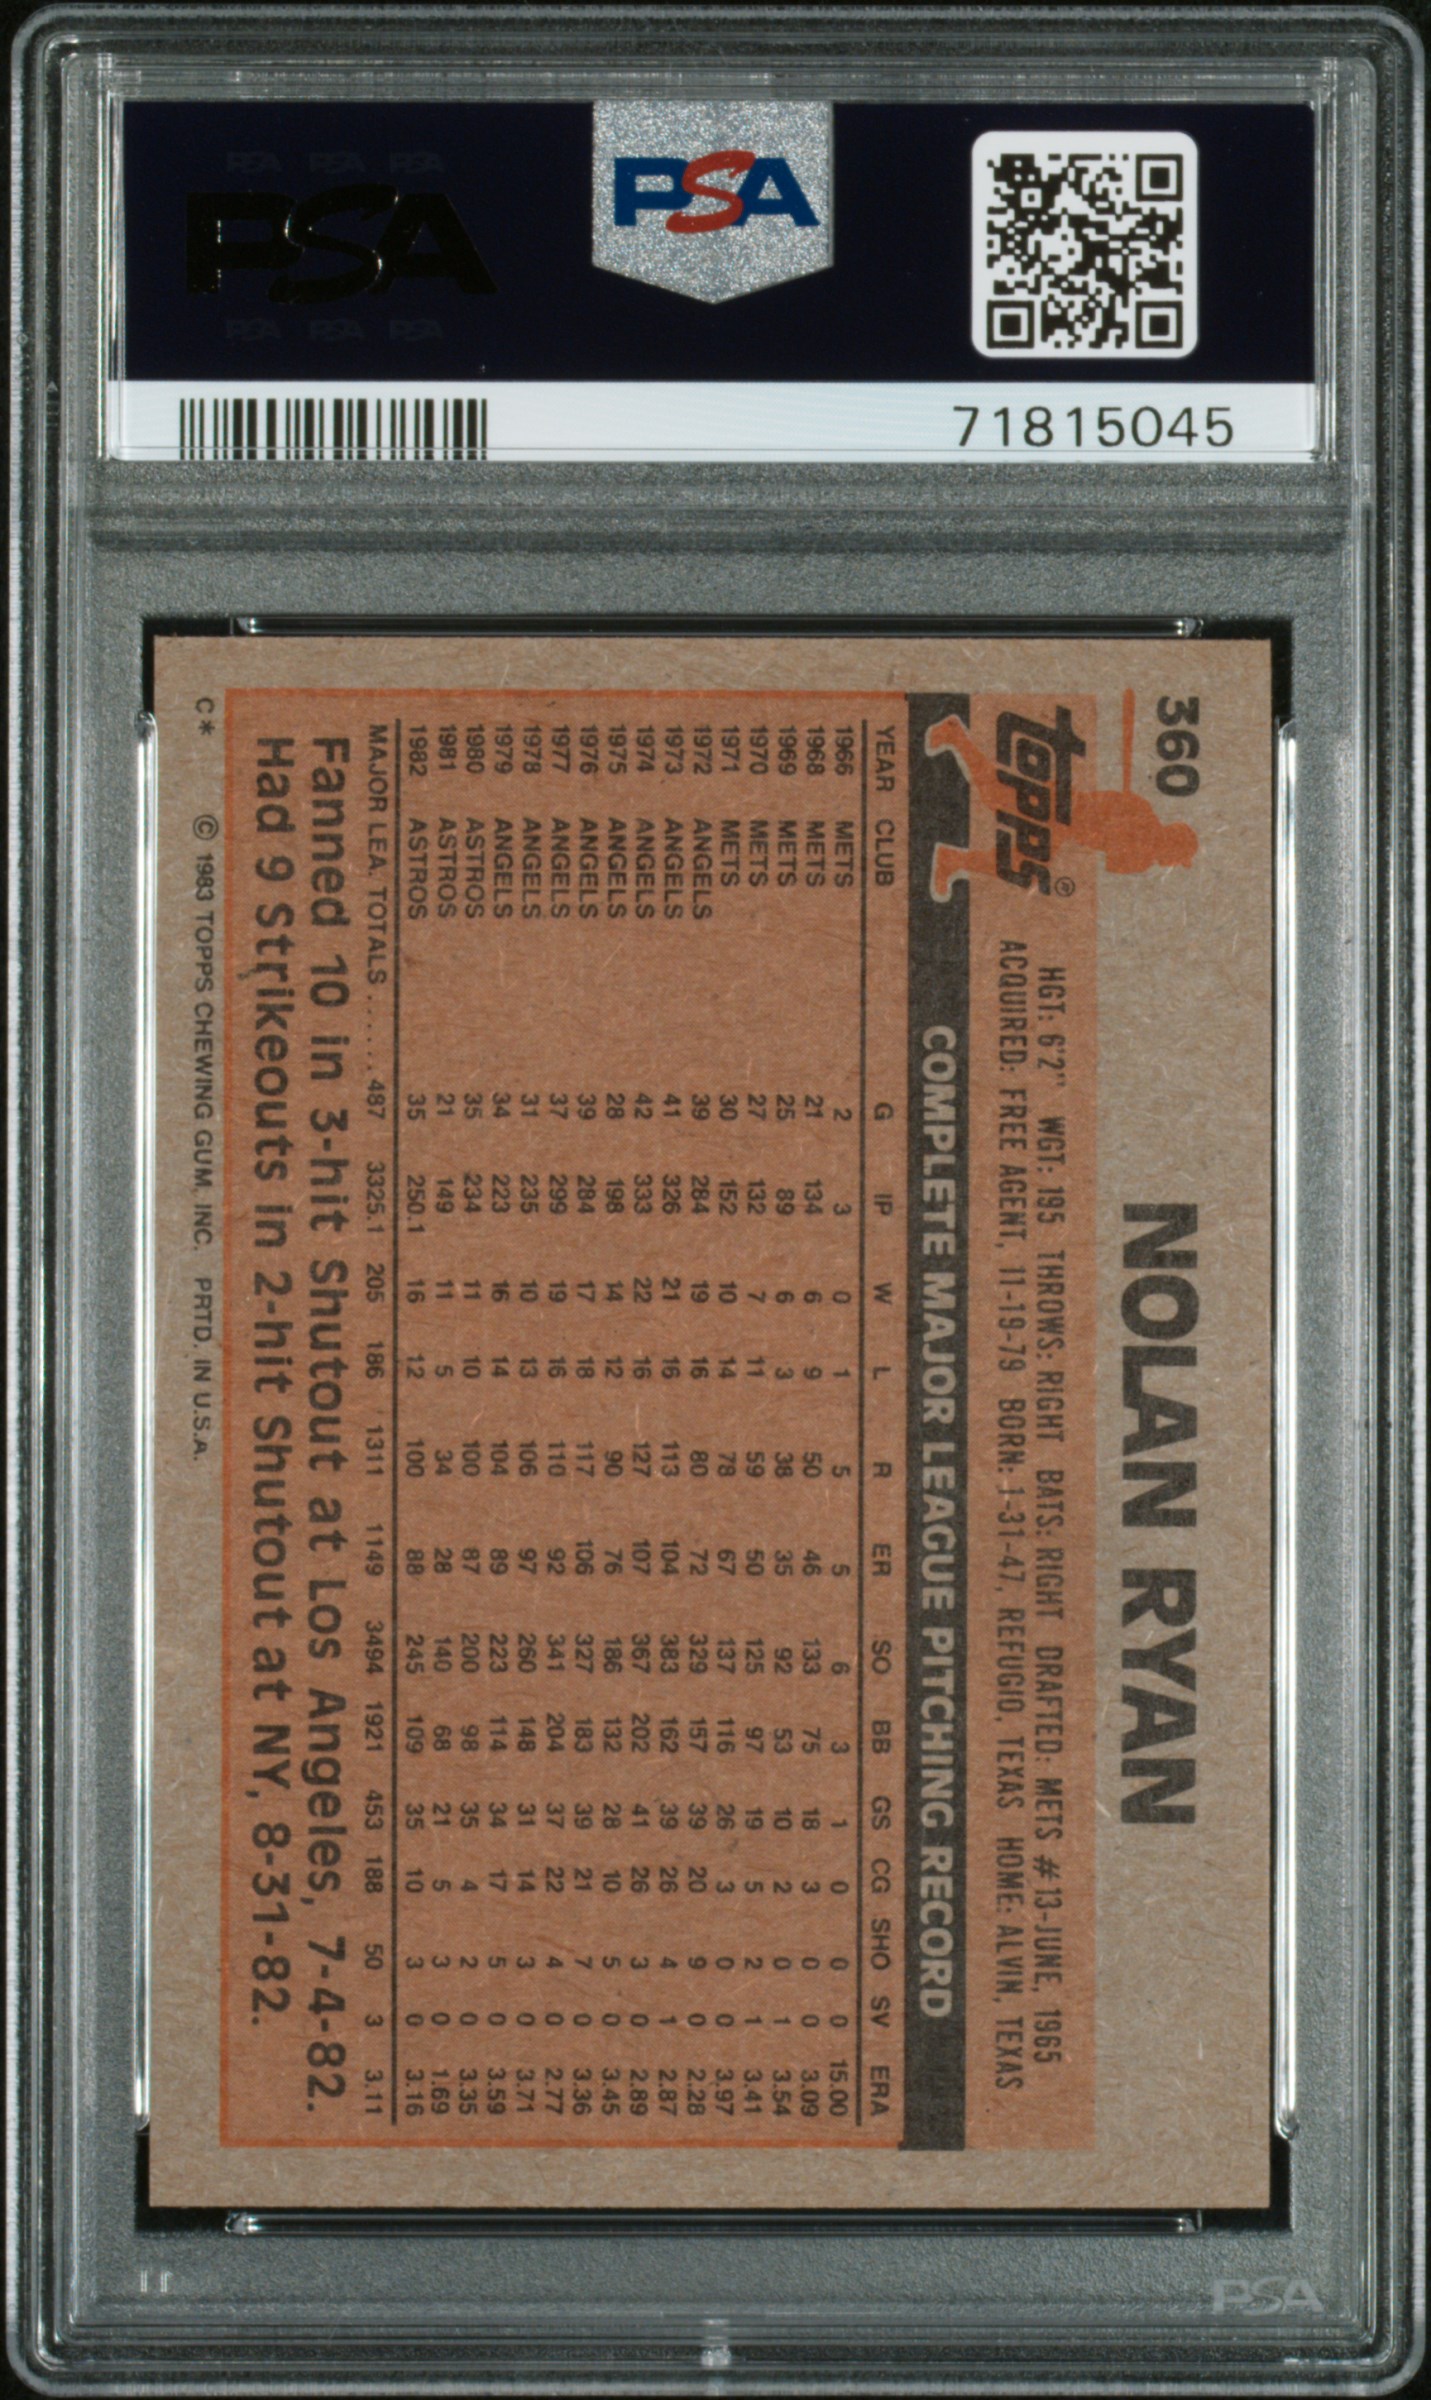 PSA PSA PSA
PSA
PSA PSA PSA
PSA
71815045
360
NOLAN RYAN
Topps®
HGT: 6'2" WGT: 195 THROWS: RIGHT BATS: RIGHT DRAFTED: METS #13-JUNE, 1965
ACQUIRED: FREE AGENT, 11-19-79 BORN: 1-31-47, REFUGIO, TEXAS HOME: ALVIN, TEXAS
COMPLETE MAJOR LEAGUE PITCHING RECORD
YEAR CLUB G IP W L R ER SO BB GS CG SHO SV ERA
1966 METS 2 3 0 1 5 5 6 3 1 0 0 0 15.00
1968 METS 21 134 6 9 50 46 133 75 18 3 0 0 3.09
1969 METS 25 89 6 3 38 35 92 53 10 2 0 1 3.54
1970 METS 27 132 7 11 59 50 125 97 19 5 2 1 3.41
1971 METS 30 152 10 14 78 67 137 116 26 3 0 0 3.97
1972 ANGELS 39 284 19 16 80 72 329 157 39 20 9 0 2.28
1973 ANGELS 41 326 21 16 113 104 383 162 39 26 4 1 2.87
1974 ANGELS 42 333 22 16 127 107 367 202 41 26 3 0 2.89
1975 ANGELS 28 198 14 12 90 76 186 132 28 10 5 0 3.45
1976 ANGELS 39 284 17 18 117 106 327 183 39 21 7 0 3.36
1977 ANGELS 37 299 19 16 110 92 341 204 37 22 4 0 2.77
1978 ANGELS 31 235 10 13 106 97 260 148 31 14 3 0 3.71
1979 ANGELS 34 223 16 14 104 89 223 114 34 17 5 0 3.59
1980 ASTROS 35 234 11 10 100 87 200 98 35 4 2 0 3.35
1981 ASTROS 21 149 11 5 34 28 140 68 21 5 3 0 1.69
1982 ASTROS 35 250.1 16 12 100 88 245 109 35 10 3 0 3.16
MAJOR LEA. TOTALS ...... 487 3325.1 205 186 1311 1149 3494 1921 453 188 50 3 3.11
Fanned 10 in 3-hit Shutout at Los Angeles, 7-4-82.
Had 9 Strikeouts in 2-hit Shutout at NY, 8-31-82.
C* © 1983 TOPPS CHEWING GUM, INC. PRTD. IN U.S.A.
PSA